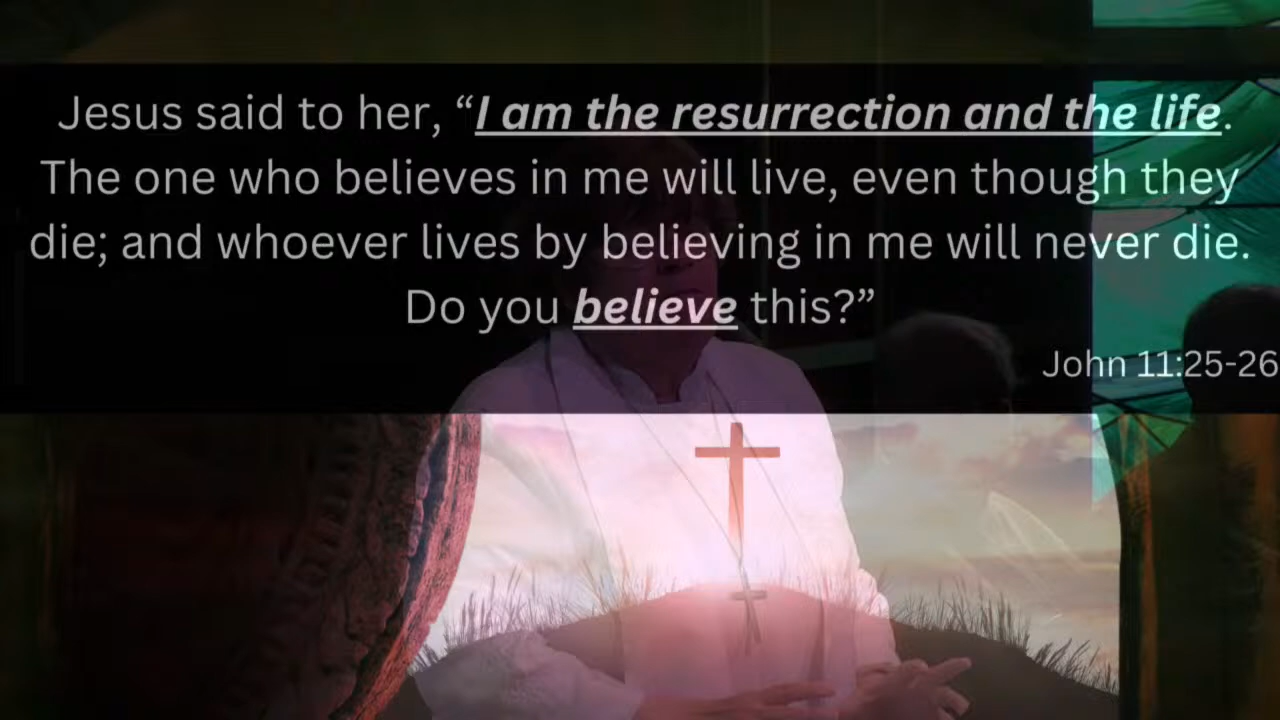 Jesus said to her, “I am the resurrection and the life.
The one who believes in me will live, even though they
die; and whoever lives by believing in me will never die.
Do you believe this?”
John 11:25-26